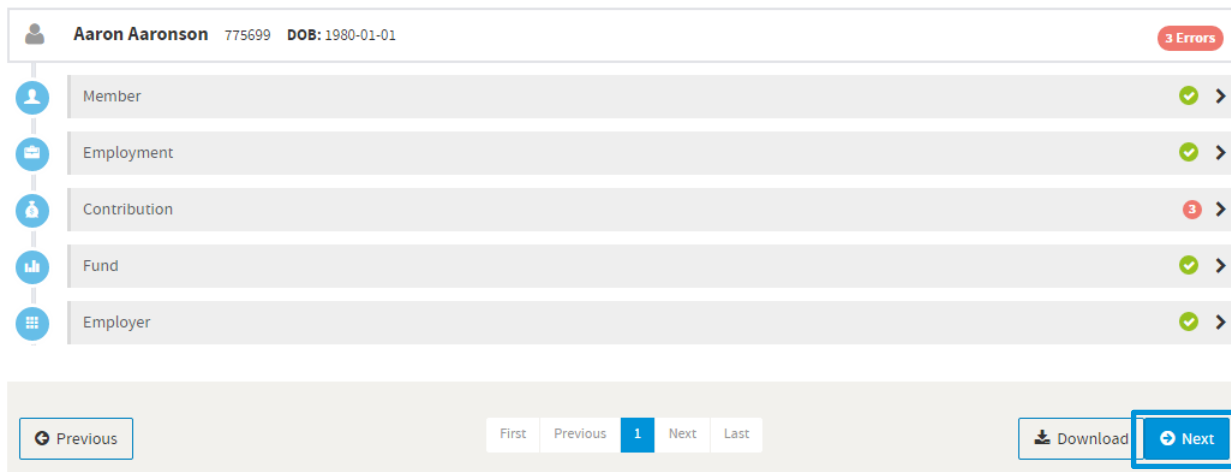 Aaron Aaronson 775699 DOB: 1980-01-01 3 Errors
Member
Employment
Contribution 3
Fund
Employer
Previous First Previous 1 Next Last Download Next